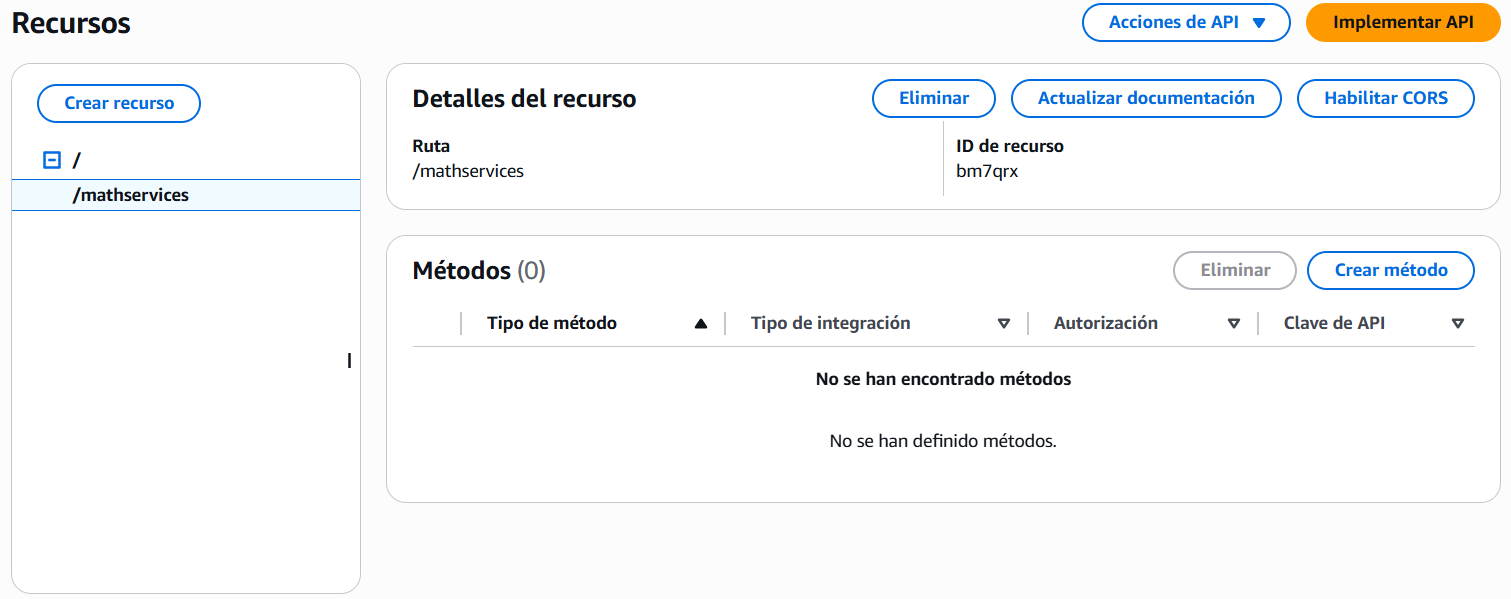 Recursos
Acciones de API
Implementar API
Crear recurso
/
/mathservices
Detalles del recurso
Eliminar
Actualizar documentación
Habilitar CORS
Ruta
/mathservices
ID de recurso
bm7qrx
Métodos (0)
Eliminar
Crear método
Tipo de método
Tipo de integración
Autorización
Clave de API
No se han encontrado métodos
No se han definido métodos.